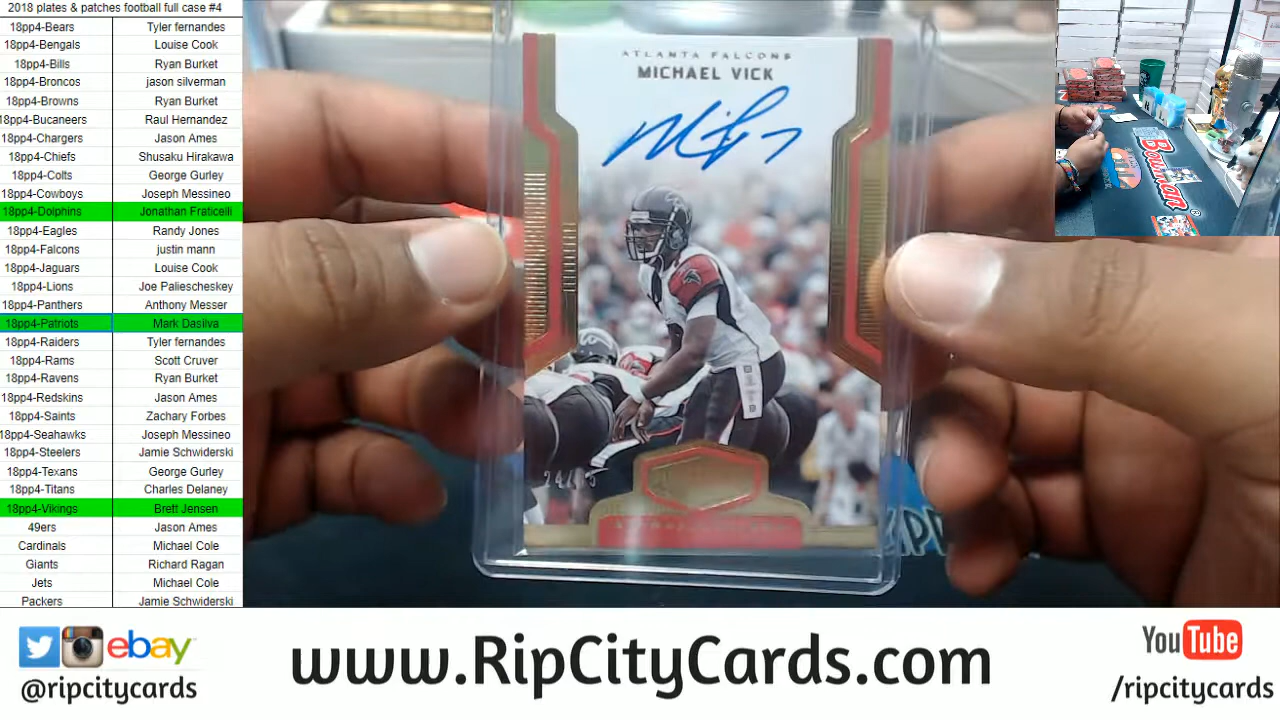 2018 plates & patches football full case #4
18pp4-Bears Tyler fernandes
18pp4-Bengals Louise Cook
18pp4-Bills Ryan Burket
18pp4-Broncos jason silverman
18pp4-Browns Ryan Burket
18pp4-Bucaneers Raul Hernandez
18pp4-Chargers Jason Ames
18pp4-Chiefs Shusaku Hirakawa
18pp4-Colts George Gurley
18pp4-Cowboys Joseph Messineo
18pp4-Dolphins Jonathan Fraticelli
18pp4-Eagles Randy Jones
18pp4-Falcons justin mann
18pp4-Jaguars Louise Cook
18pp4-Lions Joe Paliescheskey
18pp4-Panthers Anthony Messer
18pp4-Patriots Mark Dasilva
18pp4-Raiders Tyler fernandes
18pp4-Rams Scott Cruver
18pp4-Ravens Ryan Burket
18pp4-Redskins Jason Ames
18pp4-Saints Zachary Forbes
18pp4-Seahawks Joseph Messineo
18pp4-Steelers Jamie Schwiderski
18pp4-Texans George Gurley
18pp4-Titans Charles Delaney
18pp4-Vikings Brett Jensen
49ers Jason Ames
Cardinals Michael Cole
Giants Richard Ragan
Jets Michael Cole
Packers Jamie Schwiderski
ATLANTA FALCONS
MICHAEL VICK
Bowman
ebay
@ripcitycards
www.RipCityCards.com
YouTube
/ripcitycards